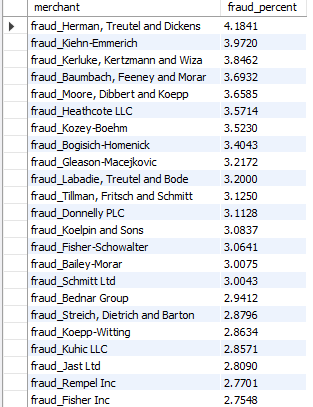 merchant fraud_percent
fraud_Herman, Treutel and Dickens 4.1841
fraud_Kiehn-Emmerich 3.9720
fraud_Kerluke, Kertzmann and Wiza 3.8462
fraud_Baumbach, Feeney and Morar 3.6932
fraud_Moore, Dibbert and Koepp 3.6585
fraud_Heathcote LLC 3.5714
fraud_Kozey-Boehm 3.5230
fraud_Bogisich-Homenick 3.4043
fraud_Gleason-Macejkovic 3.2172
fraud_Labadie, Treutel and Bode 3.2000
fraud_Tillman, Fritsch and Schmitt 3.1250
fraud_Donnelly PLC 3.1128
fraud_Koelpin and Sons 3.0837
fraud_Fisher-Schowalter 3.0641
fraud_Bailey-Morar 3.0075
fraud_Schmitt Ltd 3.0043
fraud_Bednar Group 2.9412
fraud_Streich, Dietrich and Barton 2.8796
fraud_Koepp-Witting 2.8634
fraud_Kuhic LLC 2.8571
fraud_Jast Ltd 2.8090
fraud_Rempel Inc 2.7701
fraud_Fisher Inc 2.7548